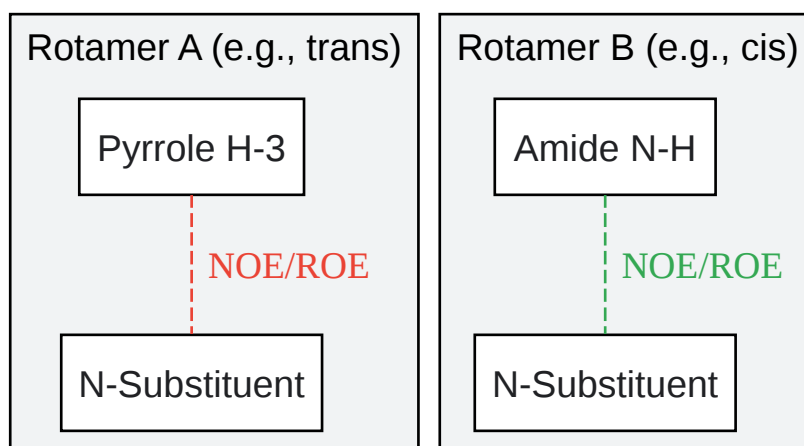 Rotamer A (e.g., trans)
Pyrrole H-3
NOE/ROE
N-Substituent
Rotamer B (e.g., cis)
Amide N-H
NOE/ROE
N-Substituent